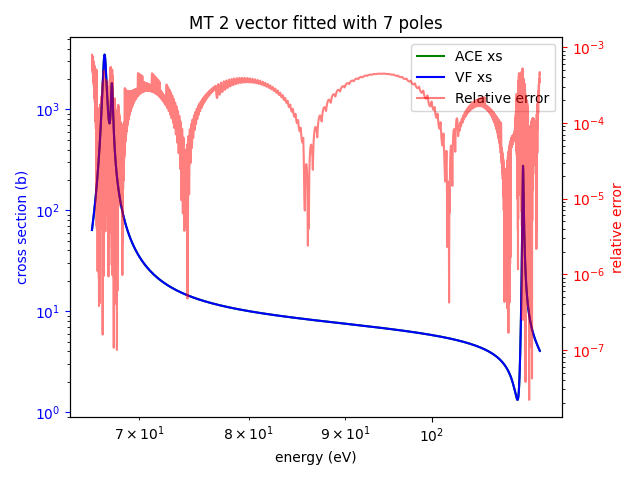 MT 2 vector fitted with 7 poles
ACE xs
VF xs
Relative error
cross section (b)
10³
10²
10¹
10⁰
10⁻³
10⁻⁴
10⁻⁵
10⁻⁶
10⁻⁷
relative error
7 × 10¹ 8 × 10¹ 9 × 10¹ 10²
energy (eV)